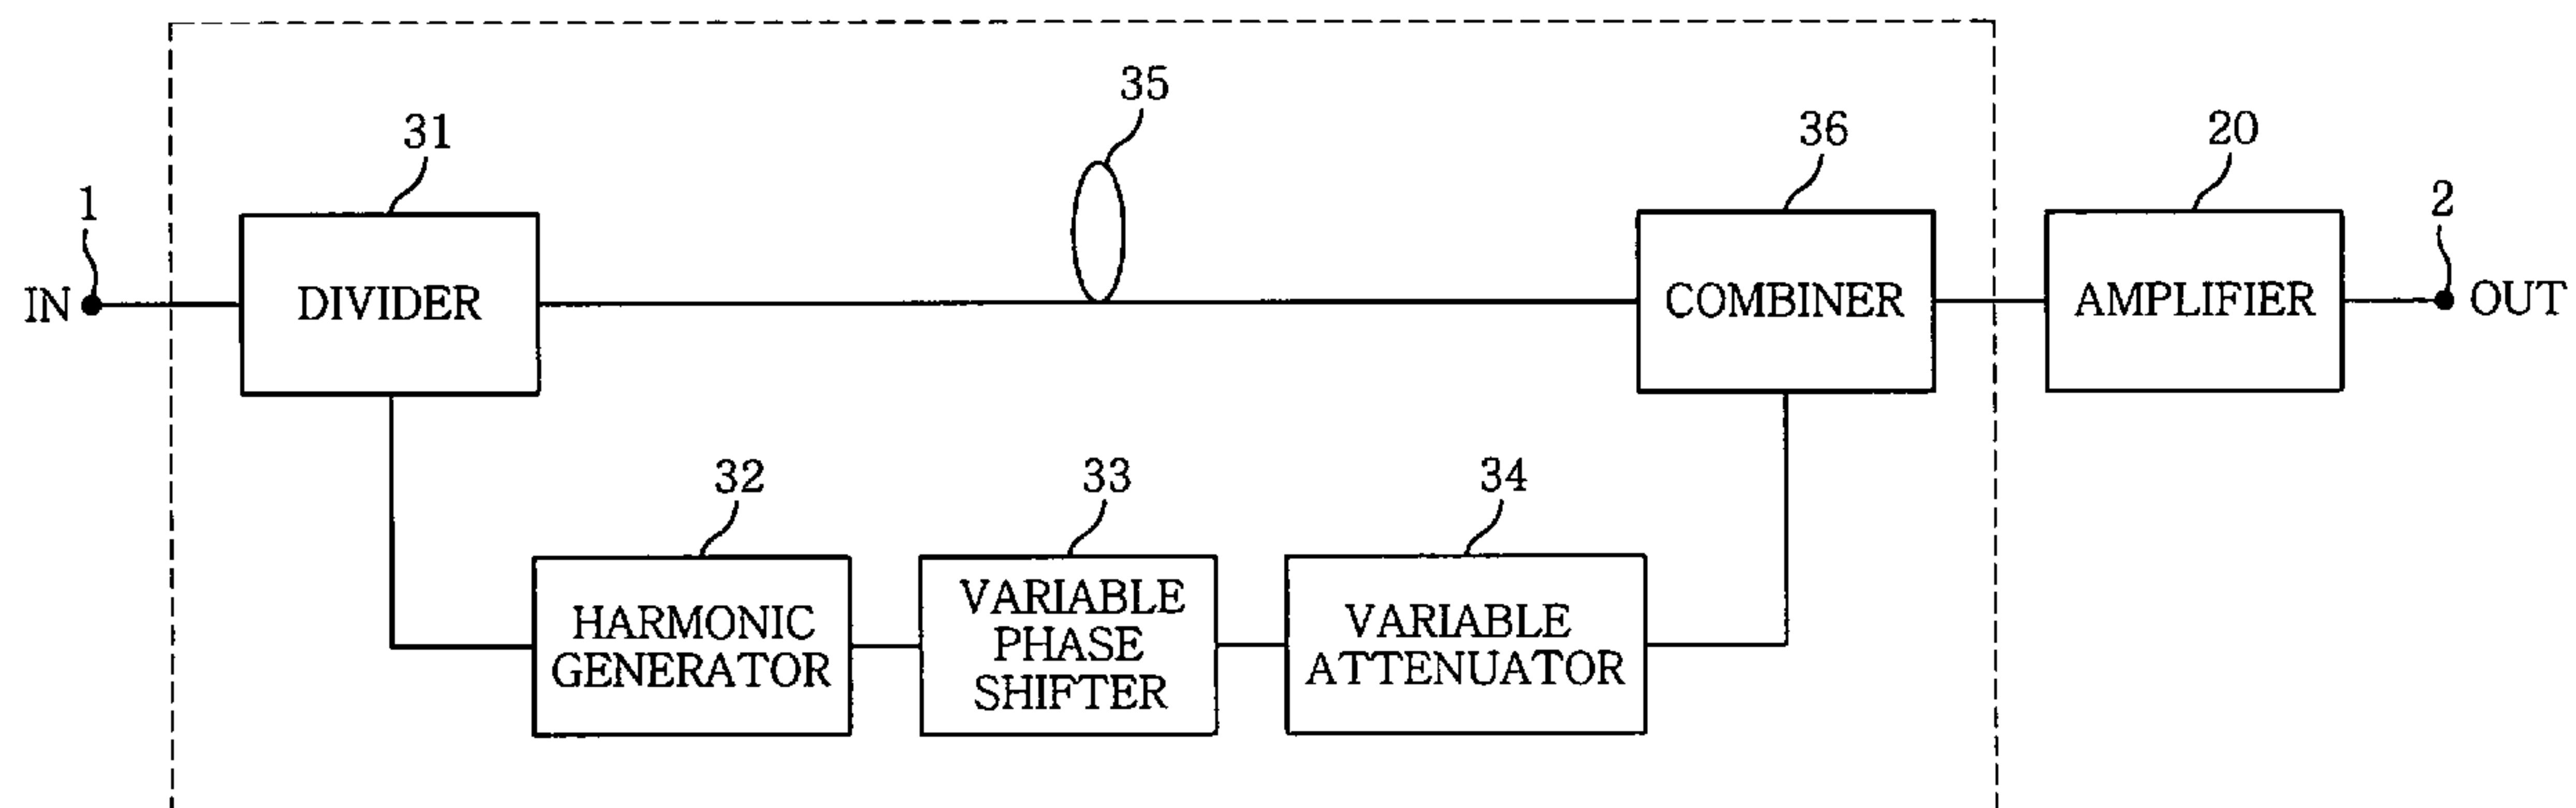 35
31
36
20
1
2
IN
DIVIDER
COMBINER
AMPLIFIER
OUT
32
33
34
HARMONIC
GENERATOR
VARIABLE
PHASE
SHIFTER
VARIABLE
ATTENUATOR